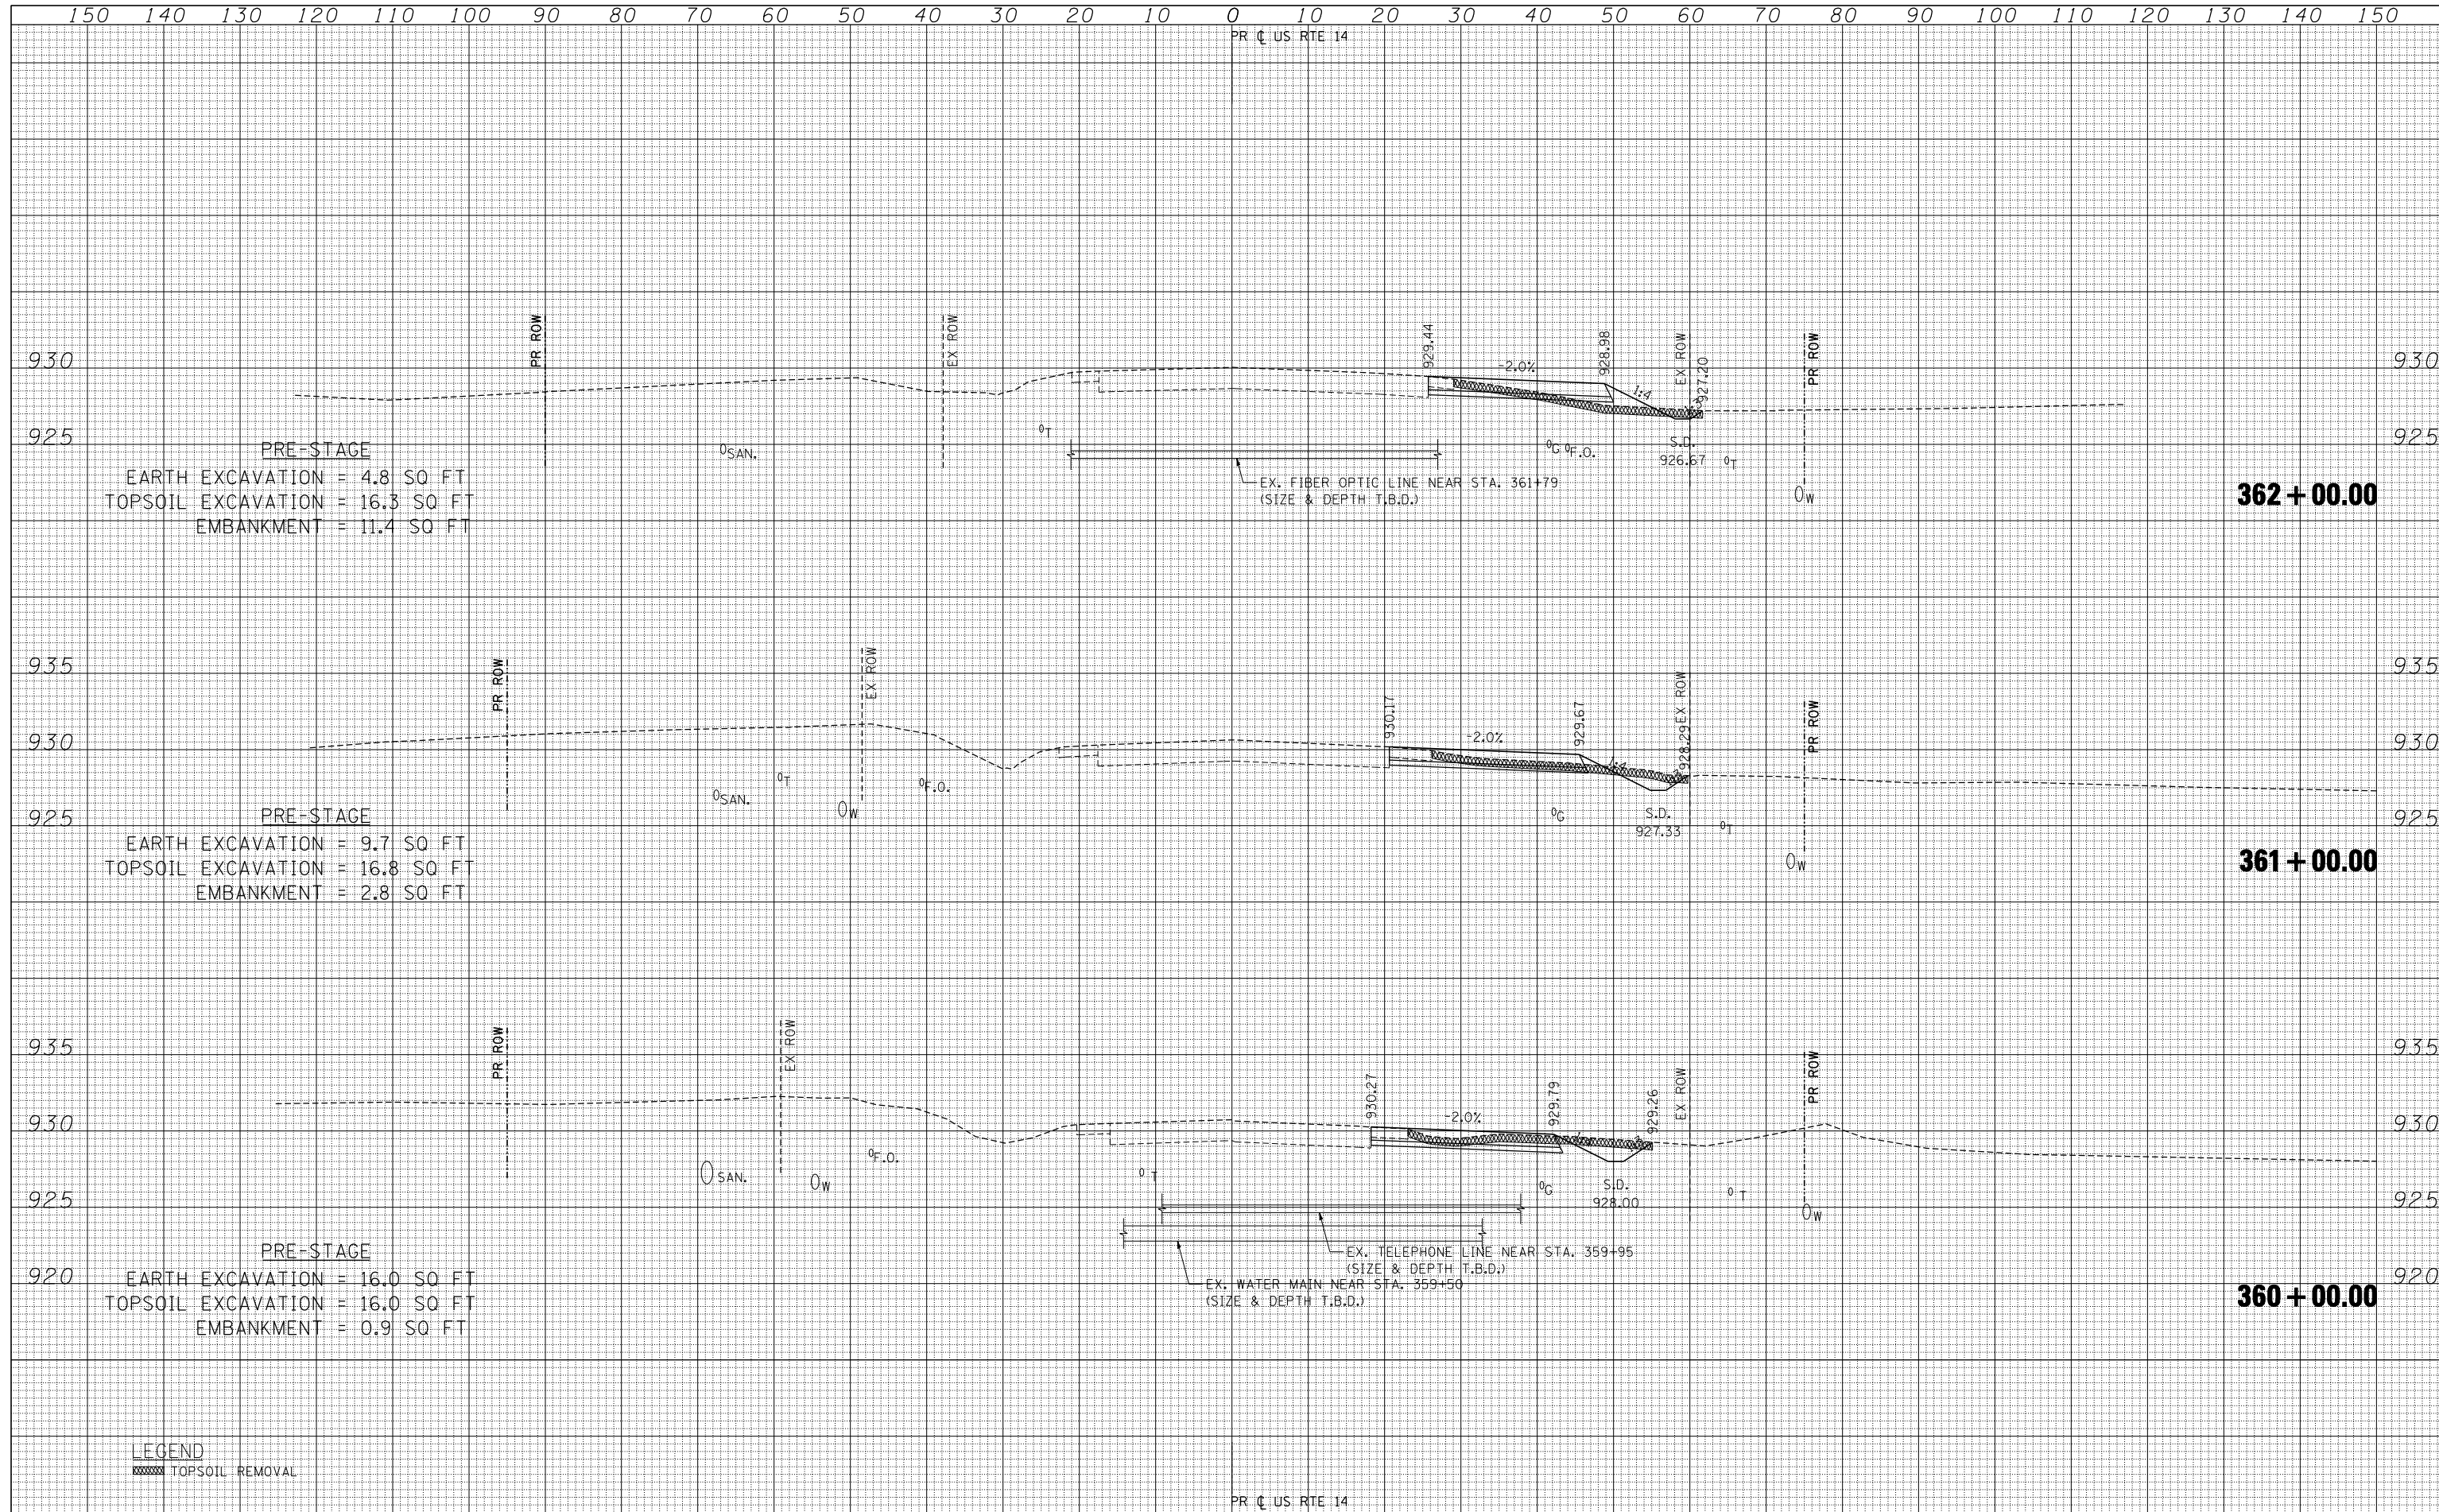 150 140 130 120 110 100 90 80 70 60 50 40 30 20 10 0 10 20 30 40 50 60 70 80 90 100 110 120 130 140 150
PR ℄ US RTE 14
PR ROW
EX ROW
929.44
-2.0%
928.98
1:4
EX ROW
927.20
PR ROW
930
930
925
925
PRE-STAGE
EARTH EXCAVATION = 4.8 SQ FT
TOPSOIL EXCAVATION = 16.3 SQ FT
EMBANKMENT = 11.4 SQ FT
SAN.
T
G
F.O.
S.D.
926.67
T
W
EX. FIBER OPTIC LINE NEAR STA. 361+79
(SIZE & DEPTH T.B.D.)
362+00.00
935
935
PR ROW
EX ROW
930.17
-2.0%
929.67
1:4
EX ROW
928.29
PR ROW
930
930
925
925
SAN.
T
W
F.O.
G
S.D.
927.33
T
W
PRE-STAGE
EARTH EXCAVATION = 9.7 SQ FT
TOPSOIL EXCAVATION = 16.8 SQ FT
EMBANKMENT = 2.8 SQ FT
361+00.00
935
935
PR ROW
EX ROW
930.27
-2.0%
929.79
929.26
EX ROW
PR ROW
930
930
925
925
SAN.
W
F.O.
T
G
S.D.
928.00
T
W
EX. TELEPHONE LINE NEAR STA. 359+95
(SIZE & DEPTH T.B.D.)
EX. WATER MAIN NEAR STA. 359+50
(SIZE & DEPTH T.B.D.)
PRE-STAGE
EARTH EXCAVATION = 16.0 SQ FT
TOPSOIL EXCAVATION = 16.0 SQ FT
EMBANKMENT = 0.9 SQ FT
920
920
360+00.00
LEGEND
TOPSOIL REMOVAL
PR ℄ US RTE 14